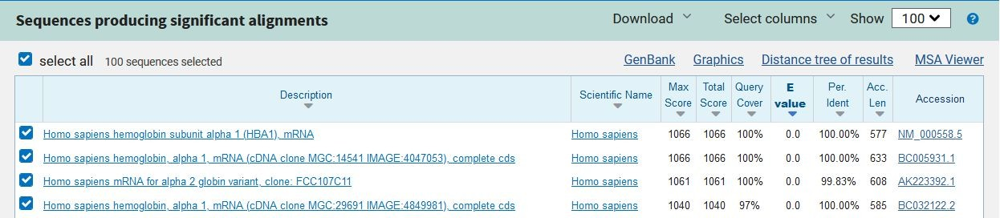 Sequences producing significant alignments Download Select columns Show 100 ?
select all 100 sequences selected GenBank Graphics Distance tree of results MSA Viewer
Description Scientific Name Max Score Total Score Query Cover E value Per. Ident Acc. Len Accession
Homo sapiens hemoglobin subunit alpha 1 (HBA1), mRNA Homo sapiens 1066 1066 100% 0.0 100.00% 577 NM_000558.5
Homo sapiens hemoglobin, alpha 1, mRNA (cDNA clone MGC:14541 IMAGE:4047053), complete cds Homo sapiens 1066 1066 100% 0.0 100.00% 633 BC005931.1
Homo sapiens mRNA for alpha 2 globin variant, clone: FCC107C11 Homo sapiens 1061 1061 100% 0.0 99.83% 608 AK223392.1
Homo sapiens hemoglobin, alpha 1, mRNA (cDNA clone MGC:29691 IMAGE:4849981), complete cds Homo sapiens 1040 1040 97% 0.0 100.00% 585 BC032122.2